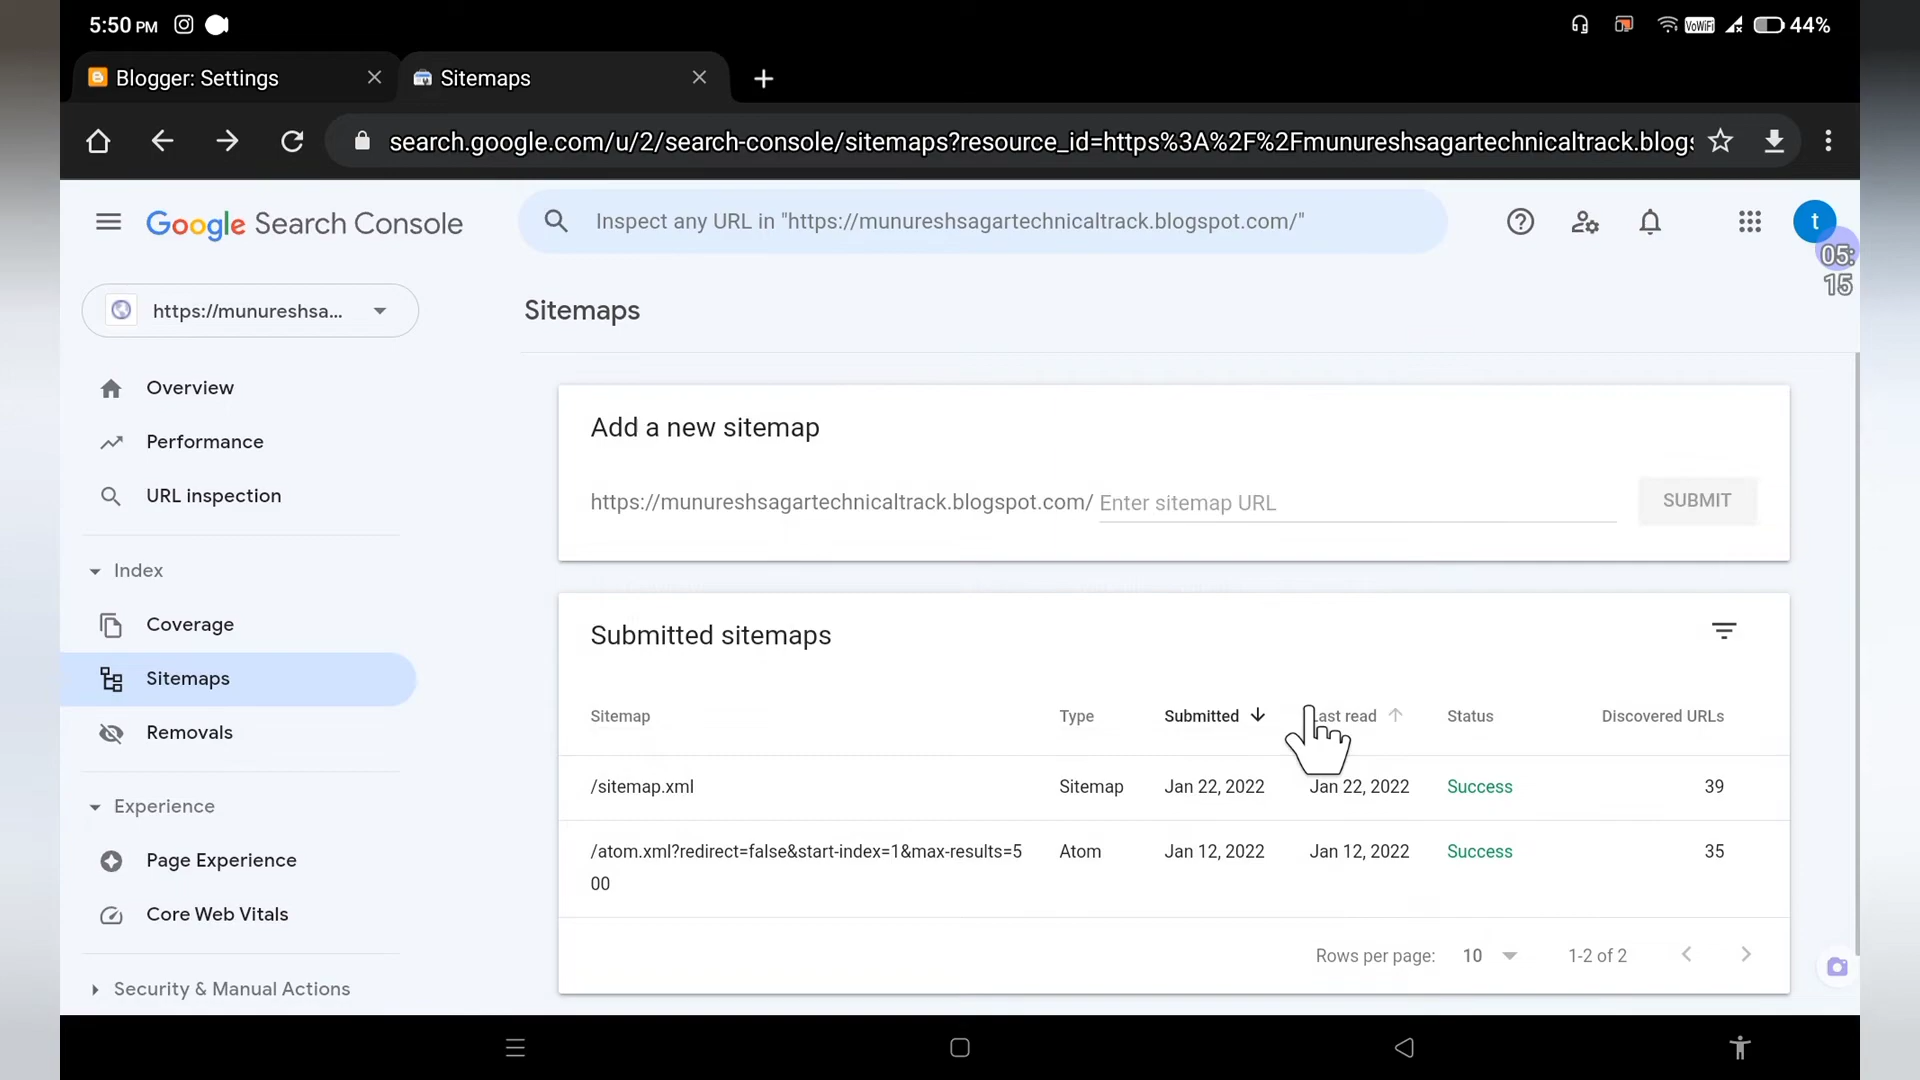 5:50 PM
VoWiFi
44%
Blogger: Settings
Sitemaps
search.google.com/u/2/search-console/sitemaps?resource_id=https%3A%2F%2Fmunureshsagartechnicaltrack.blogs
Google Search Console
Inspect any URL in "https://munureshsagartechnicaltrack.blogspot.com/"
t
05:
15
https://munureshsa...
Sitemaps
Overview
Performance
URL inspection
Index
Coverage
Sitemaps
Removals
Experience
Page Experience
Core Web Vitals
Security & Manual Actions
Add a new sitemap
https://munureshsagartechnicaltrack.blogspot.com/ Enter sitemap URL
SUBMIT
Submitted sitemaps
Sitemap Type Submitted Last read Status Discovered URLs
/sitemap.xml Sitemap Jan 22, 2022 Jan 22, 2022 Success 39
/atom.xml?redirect=false&start-index=1&max-results=5 Atom Jan 12, 2022 Jan 12, 2022 Success 35
00
Rows per page: 10 1-2 of 2